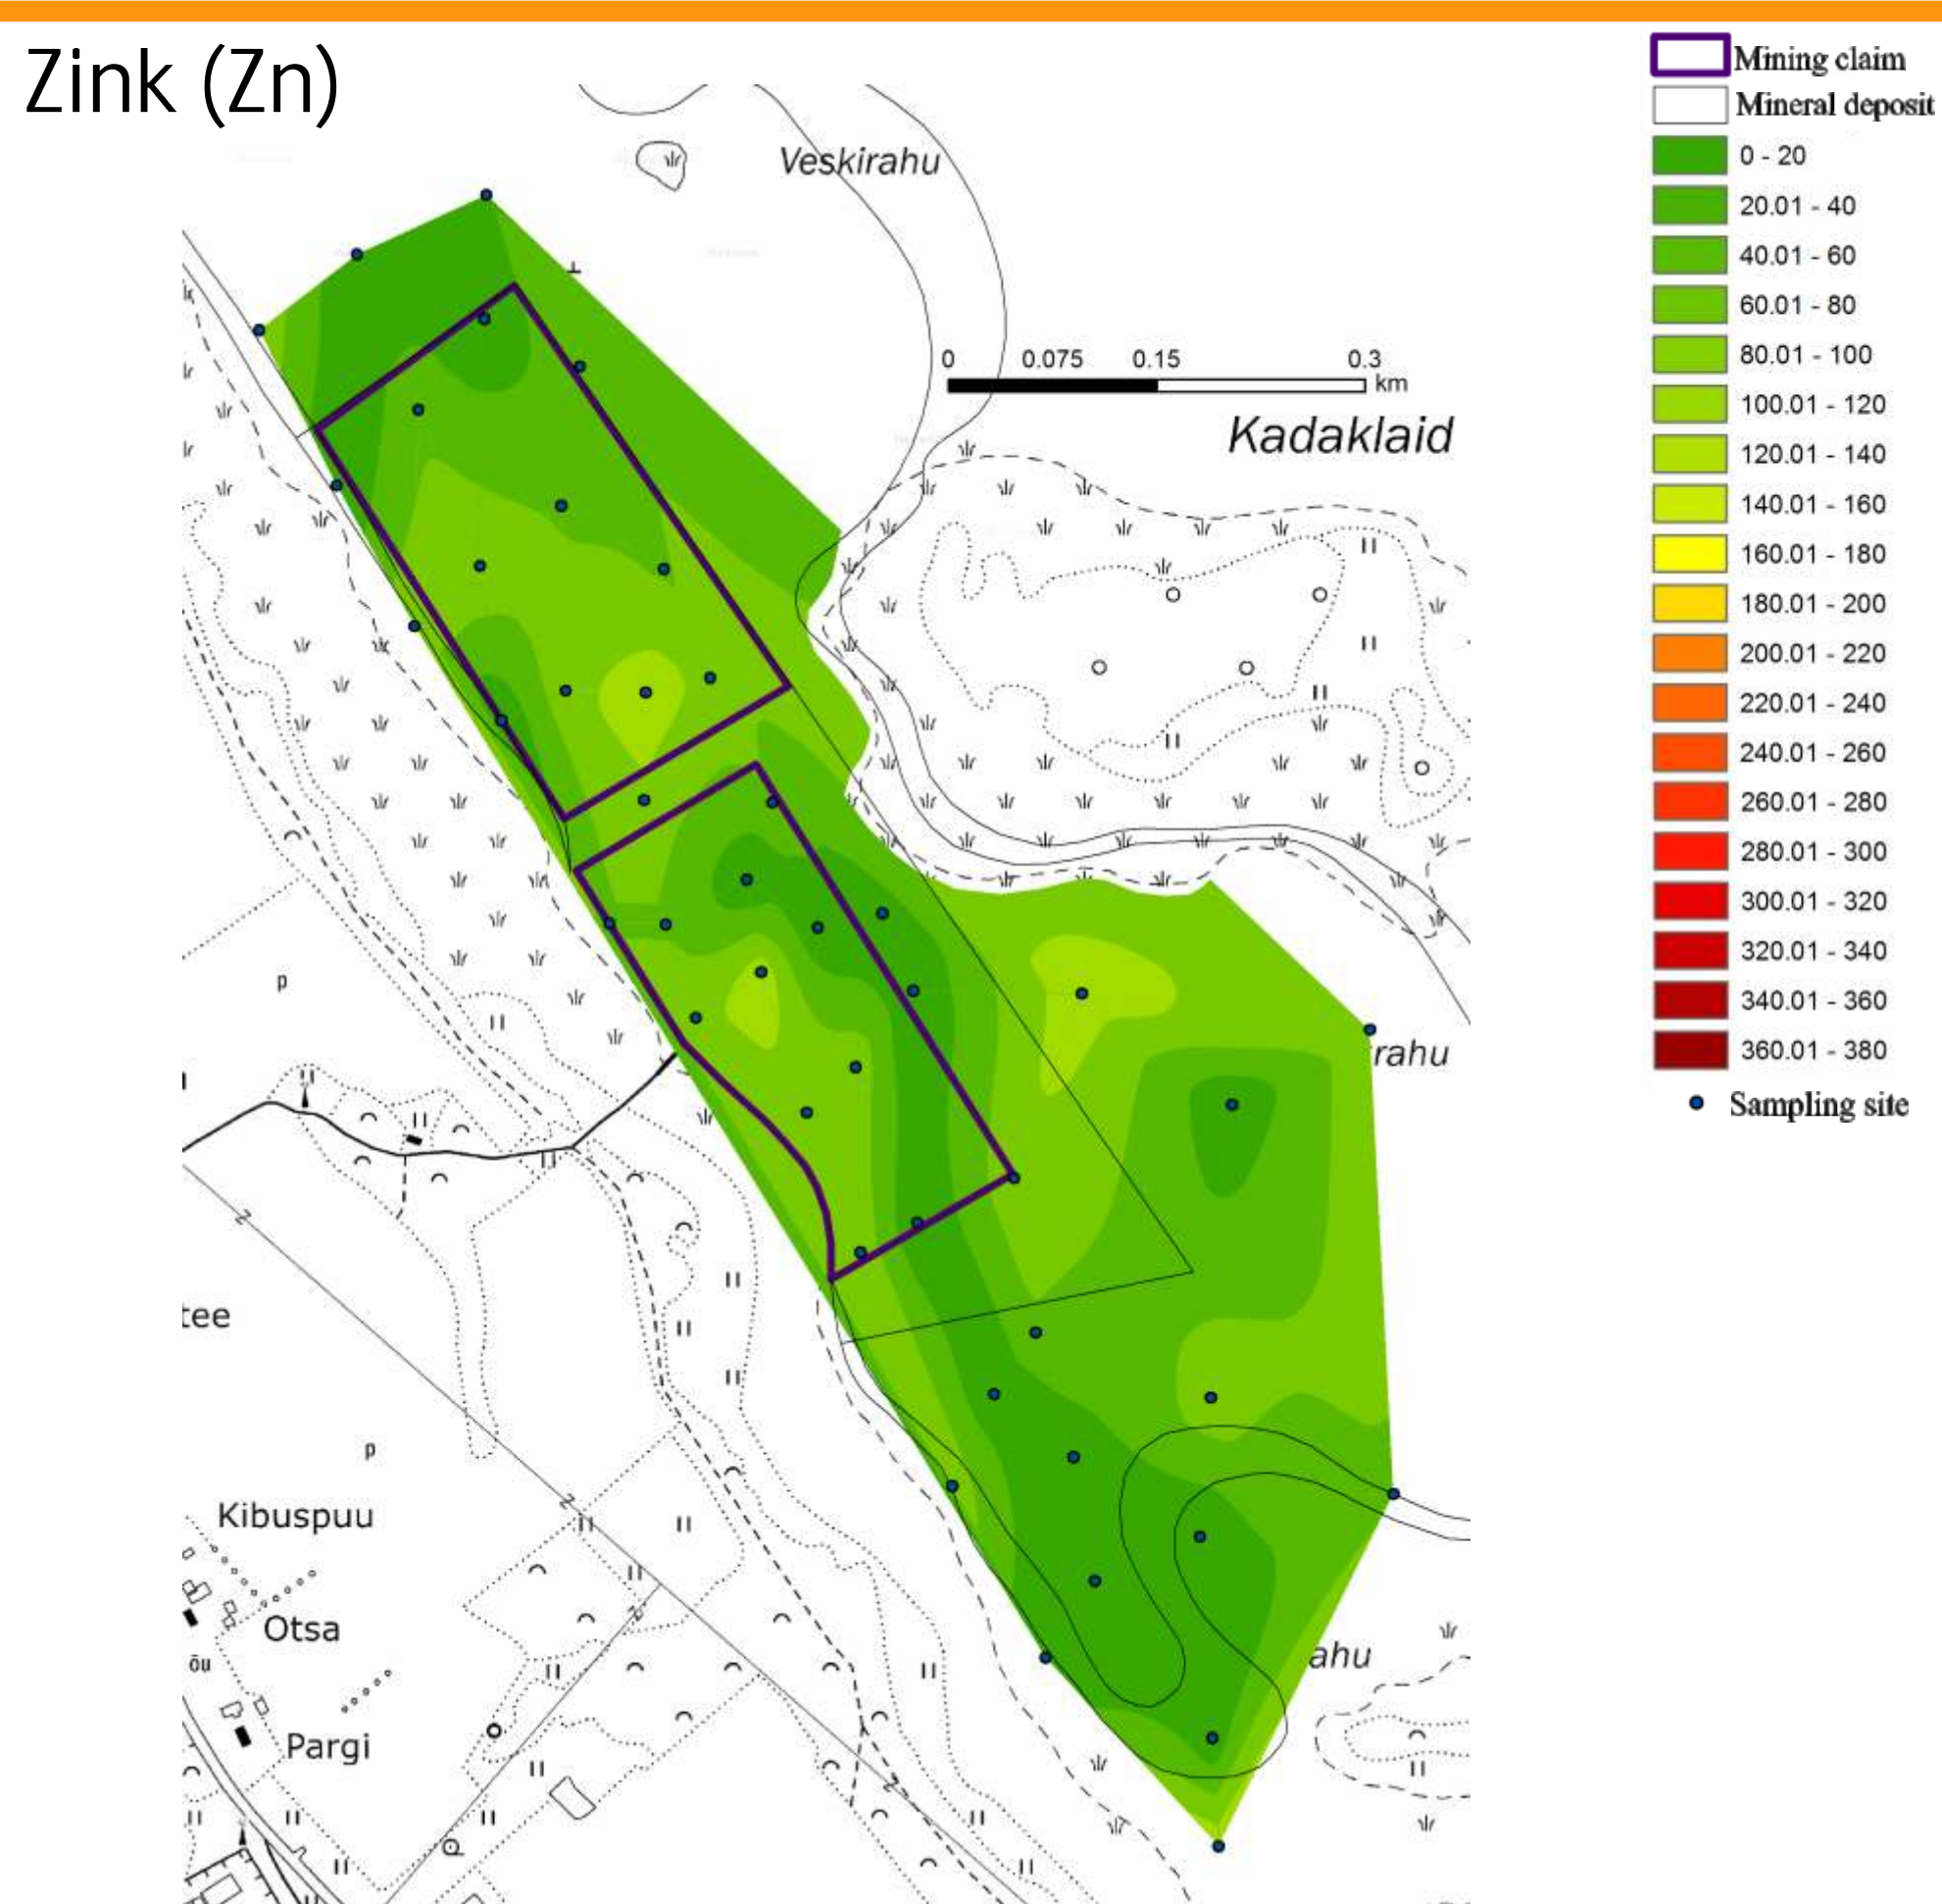 Zink (Zn)
Mining claim
Mineral deposit
0 - 20
20.01 - 40
40.01 - 60
60.01 - 80
80.01 - 100
100.01 - 120
120.01 - 140
140.01 - 160
160.01 - 180
180.01 - 200
200.01 - 220
220.01 - 240
240.01 - 260
260.01 - 280
280.01 - 300
300.01 - 320
320.01 - 340
340.01 - 360
360.01 - 380
Sampling site
Veskirahu
0 0.075 0.15 0.3
km
Kadaklaid
p
rahu
z
tee
p
z
Kibuspuu
z
Otsa
õu
ahu
Pargi
z